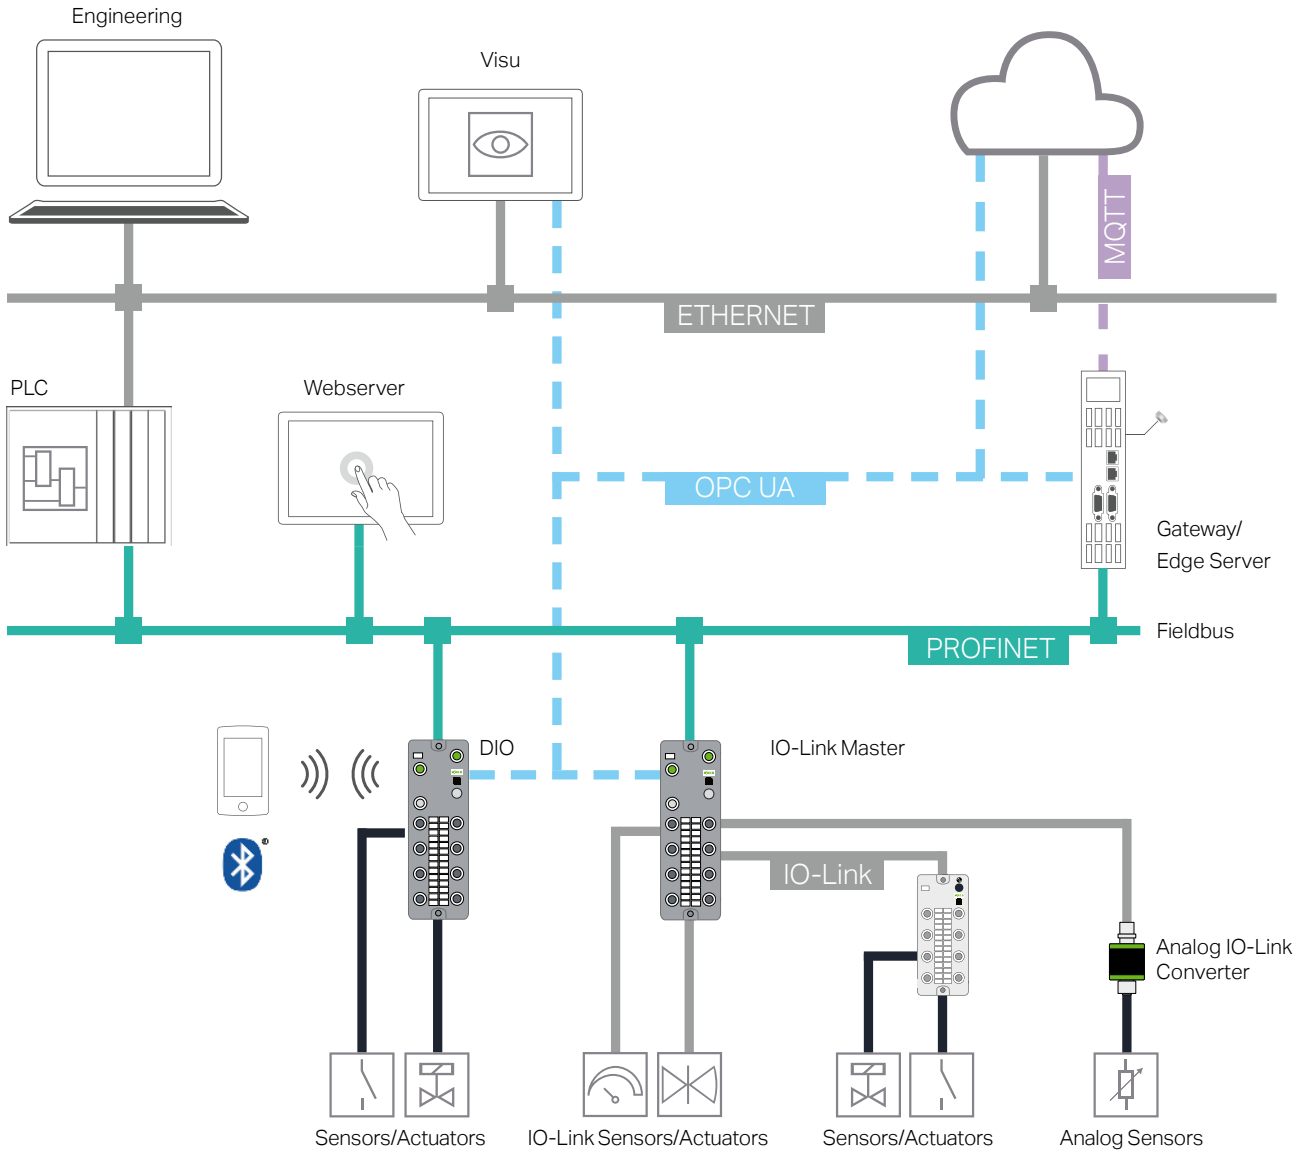 Engineering
Visu
MQTT
ETHERNET
PLC
Webserver
OPC UA
Gateway/
Edge Server
Fieldbus
PROFINET
DIO
IO-Link Master
IO-Link
Analog IO-Link
Converter
Sensors/Actuators
IO-Link Sensors/Actuators
Sensors/Actuators
Analog Sensors